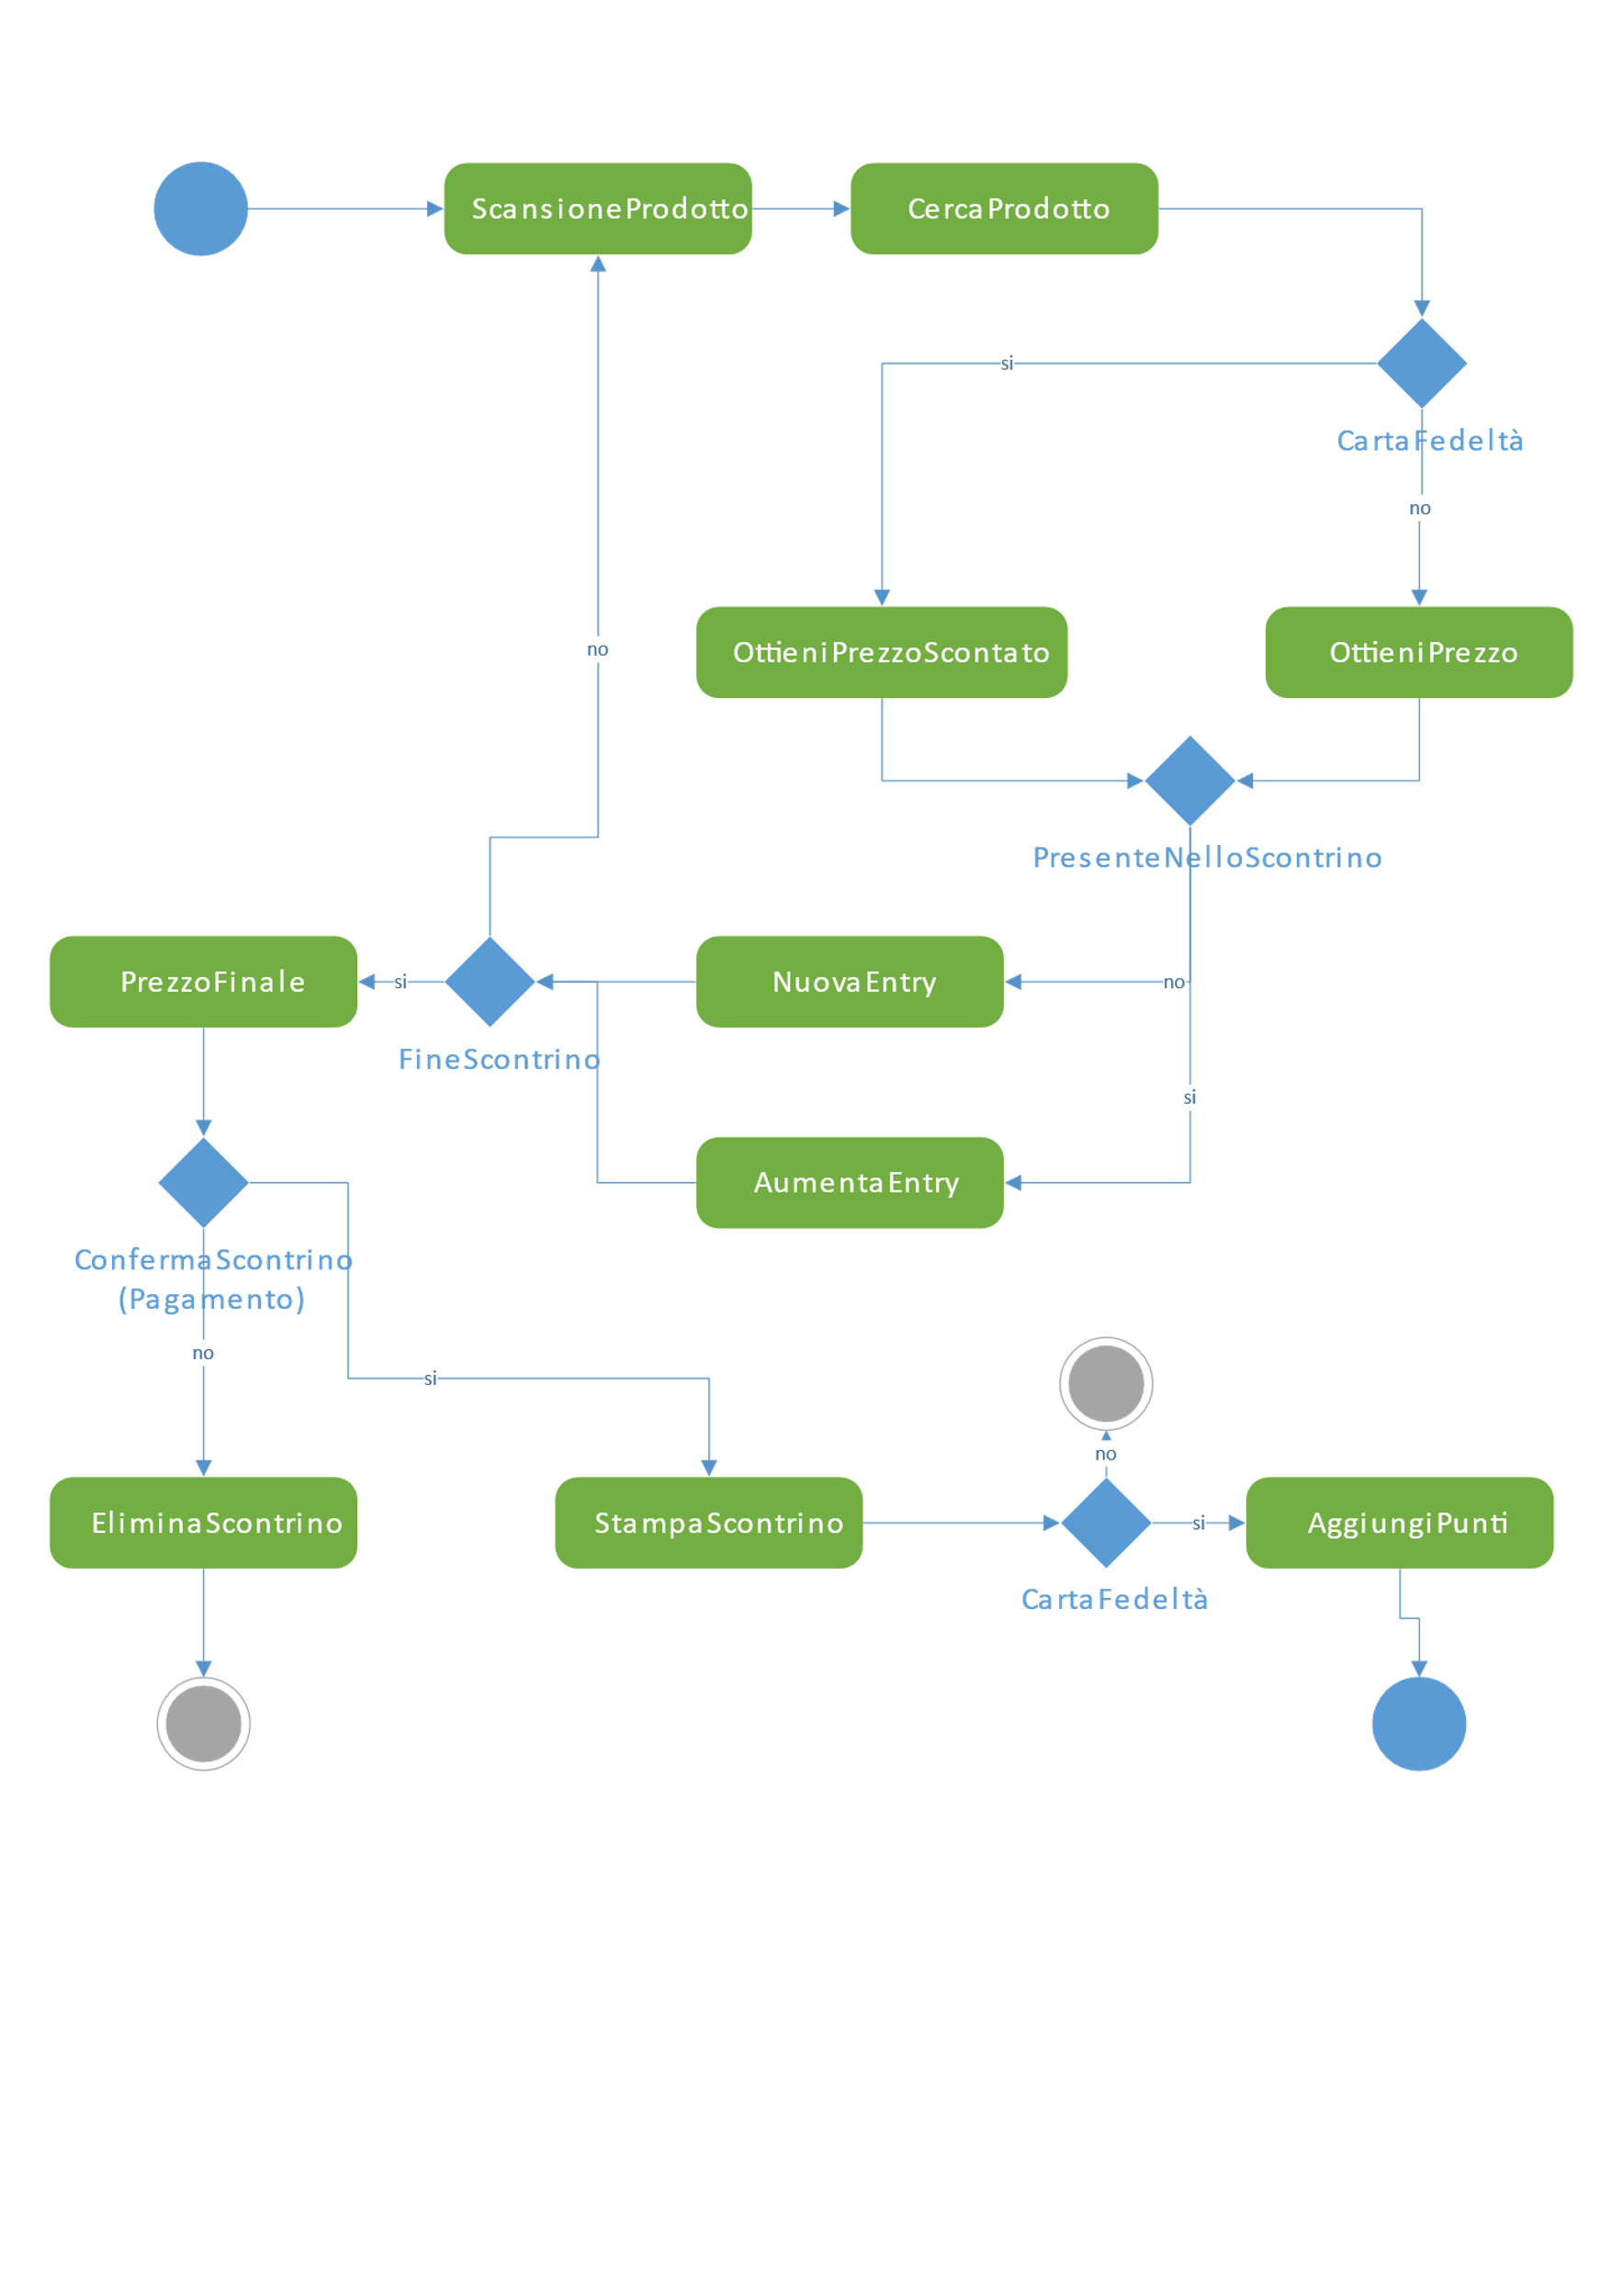 ScansioneProdotto
CercaProdotto
si
CartaFedeltà
no
OttieniPrezzoScontato
OttieniPrezzo
no
PresenteNelloScontrino
PrezzoFinale
si
NuovaEntry
no
FineScontrino
si
AumentaEntry
ConfermaScontrino
(Pagamento)
no
si
no
EliminaScontrino
StampaScontrino
si
AggiungiPunti
CartaFedeltà